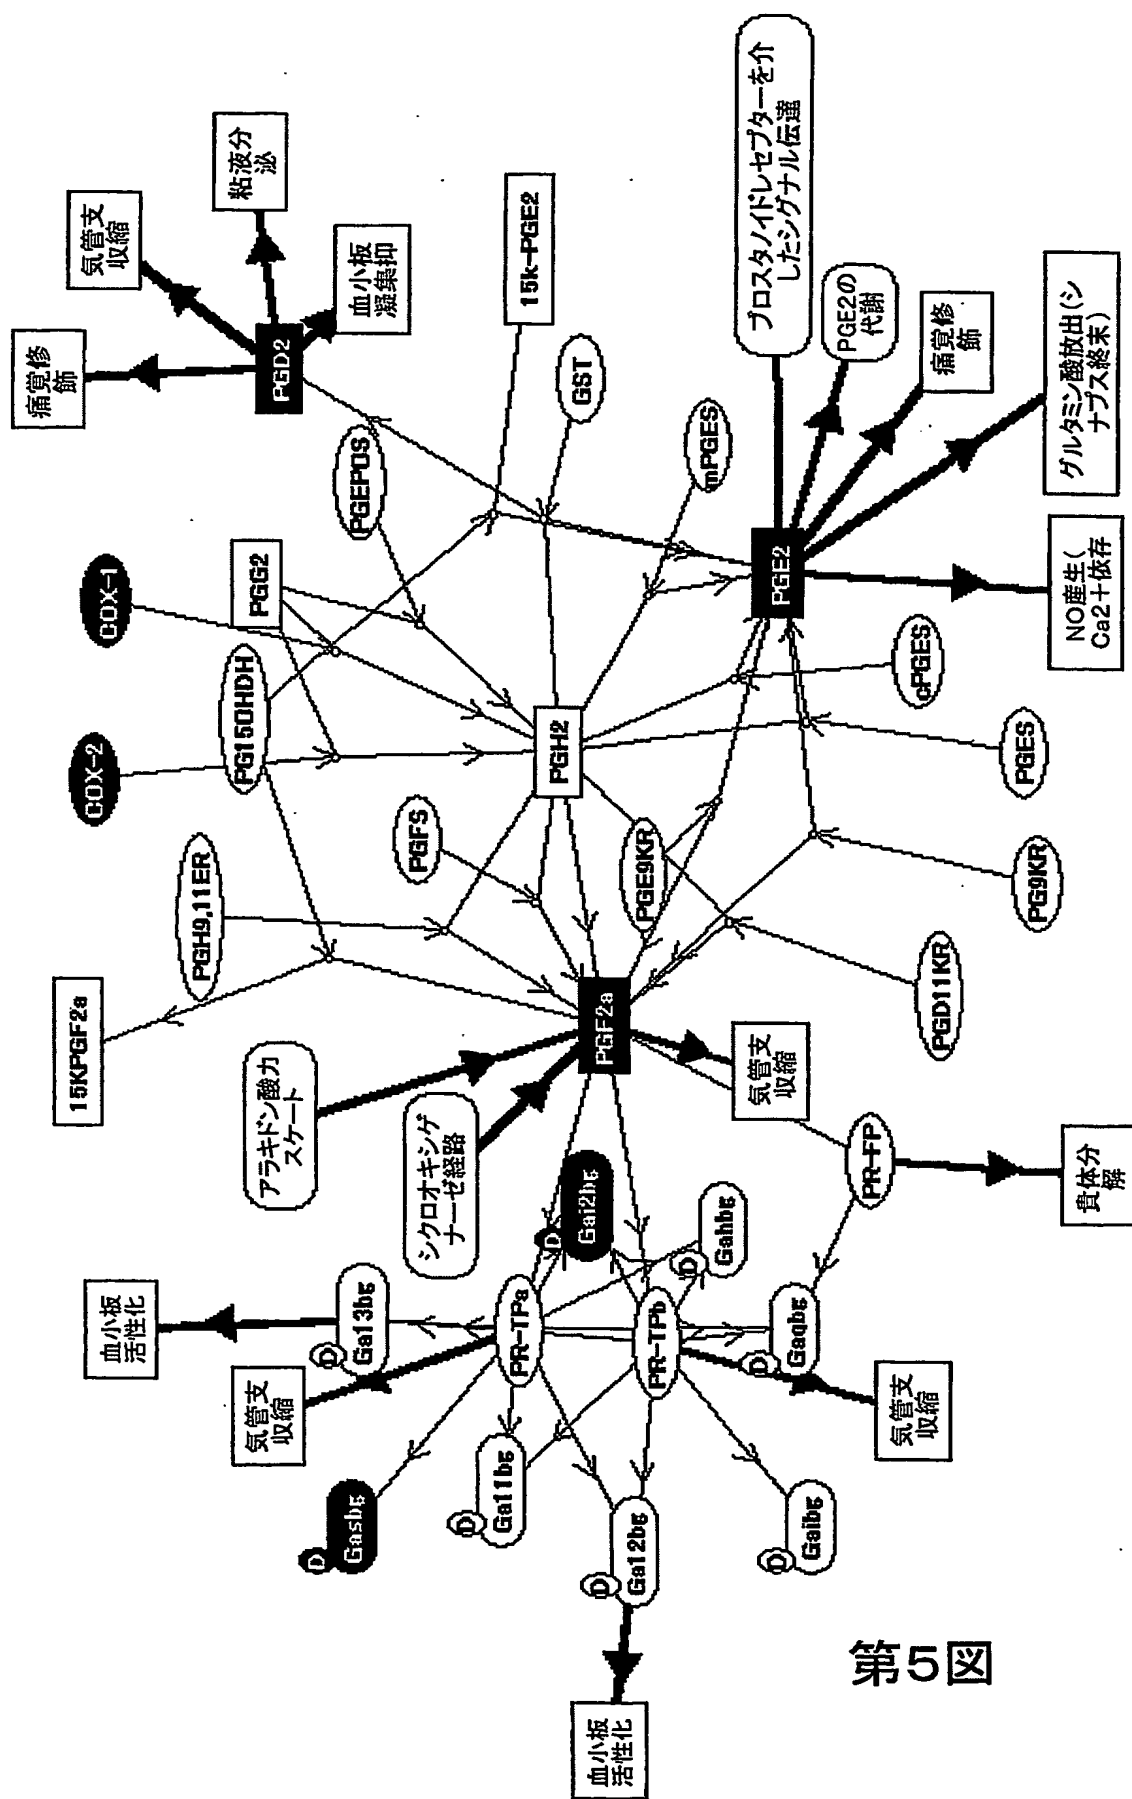 血小板
活性化
Gasbg
D
Ga11bg
D
Ga12bg
D
Gaibg
D
気管支
収縮
気管支
収縮
血小板
活性化
Ga13bg
D
PR-TPa
PR-TPb
Gaqbg
D
Gai2bg
D
Gahbg
D
アラキドン酸カ
スケート
シクロオキシゲ
ナーゼ経路
貴体分
解
PR-FP
気管支
収縮
PGF2a
15KPGF2a
PGH9,11ER
PGFS
PGE9KR
PGD11KR
PG9KR
COX-2
COX-1
PG15OHDH
PGG2
PGH2
PGES
cPGES
PGEPOS
GST
mPGES
PGE2
15k-PGE2
NO産生(
Ca2+依存
グルタミン酸放出(シ
ナプス終末)
痛覚修
飾
PGE2の
代謝
プロスタノイドレセプターを介
したシグナル伝達
PGD2
痛覚修
飾
気管支
収縮
粘液分
泌
血小板
凝集抑
第5図